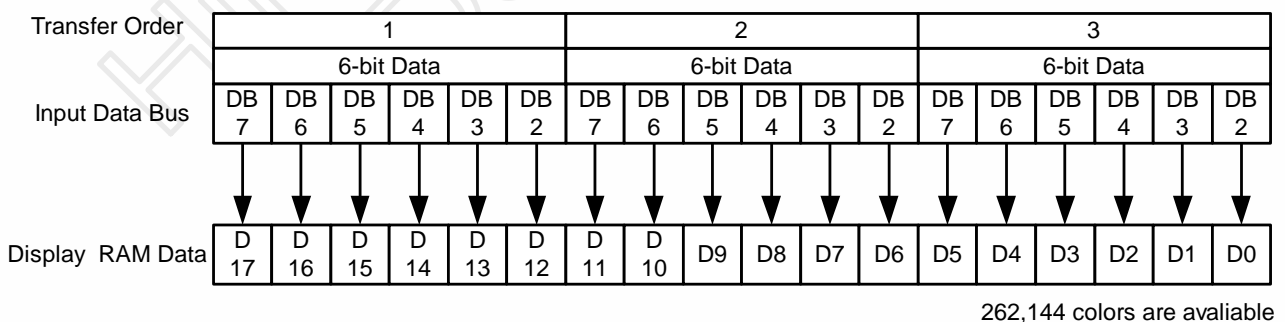 Transfer Order 1 2 3
6-bit Data 6-bit Data 6-bit Data
Input Data Bus DB 7 DB 6 DB 5 DB 4 DB 3 DB 2 DB 7 DB 6 DB 5 DB 4 DB 3 DB 2 DB 7 DB 6 DB 5 DB 4 DB 3 DB 2
Display RAM Data D 17 D 16 D 15 D 14 D 13 D 12 D 11 D 10 D9 D8 D7 D6 D5 D4 D3 D2 D1 D0
262,144 colors are avaliable